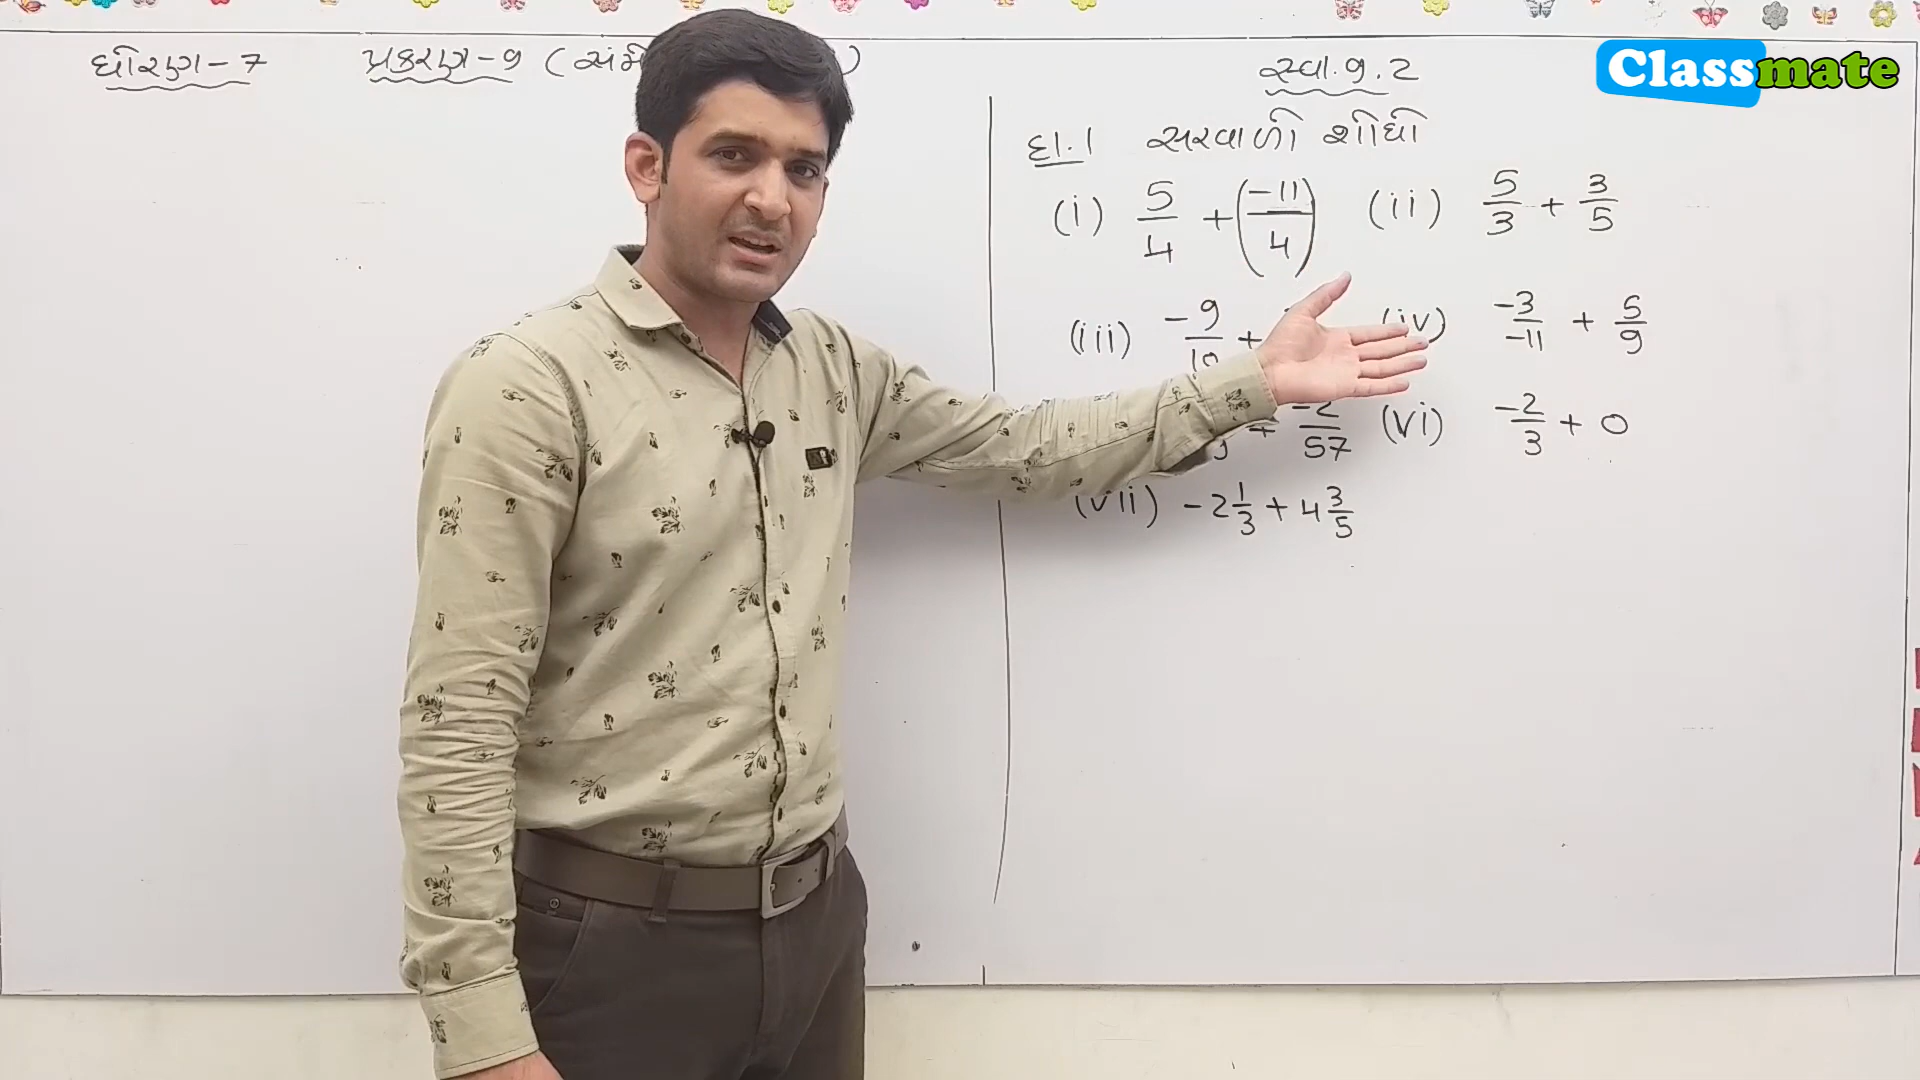 ધોરણ-7 પ્રકરણ-9 (
સ્વા.9.2
Classmate
દા.1 સરવાળો શોધો
(i) 5/4 + (-11/4) (ii) 5/3 + 3/5
(iii) -9/10 + (iv) -3/-11 + 5/9
+ -2/57 (vi) -2/3 + 0
(vii) -2 1/3 + 4 3/5